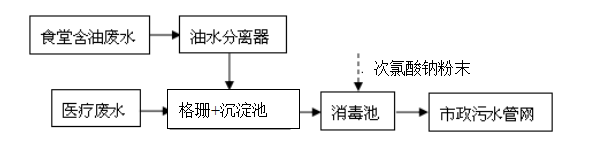 食堂含油废水
油水分离器
次氯酸钠粉末
医疗废水
格珊+沉淀池
消毒池
市政污水管网